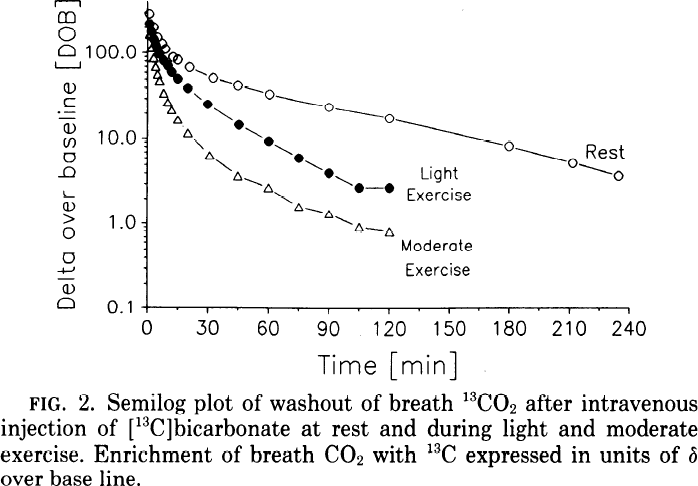 Delta over baseline [DOB]
100.0
10.0
1.0
0.1
Rest
Light
Exercise
Moderate
Exercise
0 30 60 90 120 150 180 210 240
Time [min]
FIG. 2. Semilog plot of washout of breath ¹³CO₂ after intravenous
injection of [¹³C]bicarbonate at rest and during light and moderate
exercise. Enrichment of breath CO₂ with ¹³C expressed in units of δ
over base line.